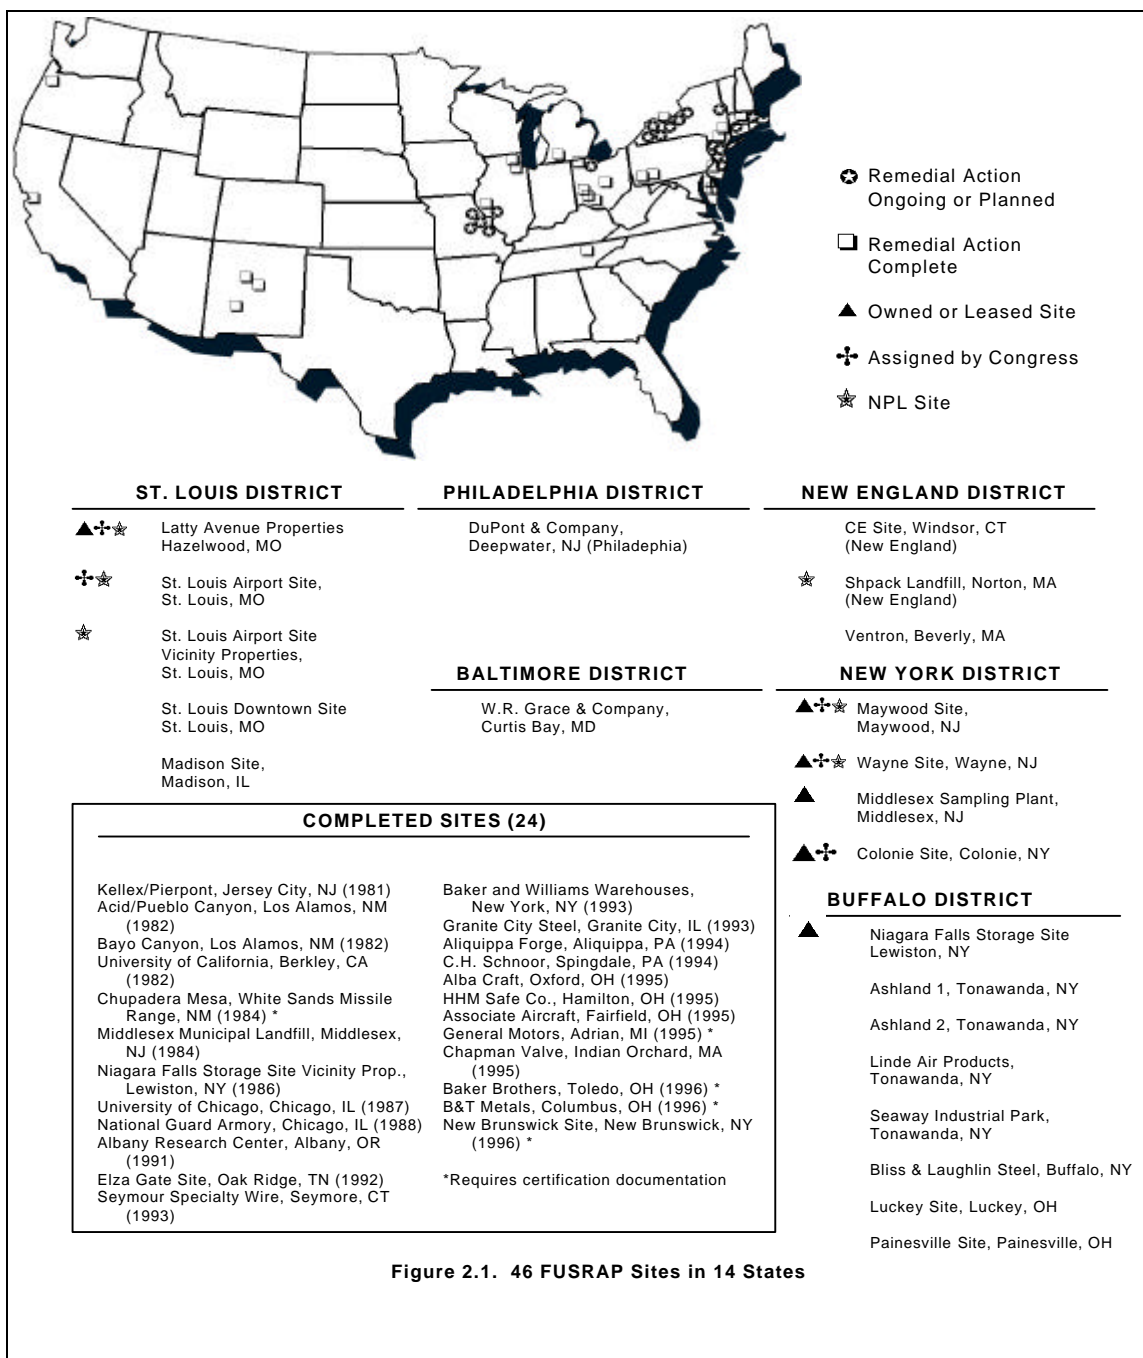 Remedial Action
Ongoing or Planned
Remedial Action
Complete
Owned or Leased Site
Assigned by Congress
NPL Site
ST. LOUIS DISTRICT
Latty Avenue Properties
Hazelwood, MO
St. Louis Airport Site,
St. Louis, MO
St. Louis Airport Site
Vicinity Properties,
St. Louis, MO
St. Louis Downtown Site
St. Louis, MO
Madison Site,
Madison, IL
PHILADELPHIA DISTRICT
DuPont & Company,
Deepwater, NJ (Philadephia)
BALTIMORE DISTRICT
W.R. Grace & Company,
Curtis Bay, MD
NEW ENGLAND DISTRICT
CE Site, Windsor, CT
(New England)
Shpack Landfill, Norton, MA
(New England)
Ventron, Beverly, MA
NEW YORK DISTRICT
Maywood Site,
Maywood, NJ
Wayne Site, Wayne, NJ
Middlesex Sampling Plant,
Middlesex, NJ
Colonie Site, Colonie, NY
BUFFALO DISTRICT
Niagara Falls Storage Site
Lewiston, NY
Ashland 1, Tonawanda, NY
Ashland 2, Tonawanda, NY
Linde Air Products,
Tonawanda, NY
Seaway Industrial Park,
Tonawanda, NY
Bliss & Laughlin Steel, Buffalo, NY
Luckey Site, Luckey, OH
Painesville Site, Painesville, OH
COMPLETED SITES (24)
Kellex/Pierpont, Jersey City, NJ (1981)
Acid/Pueblo Canyon, Los Alamos, NM
(1982)
Bayo Canyon, Los Alamos, NM (1982)
University of California, Berkley, CA
(1982)
Chupadera Mesa, White Sands Missile
Range, NM (1984) *
Middlesex Municipal Landfill, Middlesex,
NJ (1984)
Niagara Falls Storage Site Vicinity Prop.,
Lewiston, NY (1986)
University of Chicago, Chicago, IL (1987)
National Guard Armory, Chicago, IL (1988)
Albany Research Center, Albany, OR
(1991)
Elza Gate Site, Oak Ridge, TN (1992)
Seymour Specialty Wire, Seymore, CT
(1993)
Baker and Williams Warehouses,
New York, NY (1993)
Granite City Steel, Granite City, IL (1993)
Aliquippa Forge, Aliquippa, PA (1994)
C.H. Schnoor, Spingdale, PA (1994)
Alba Craft, Oxford, OH (1995)
HHM Safe Co., Hamilton, OH (1995)
Associate Aircraft, Fairfield, OH (1995)
General Motors, Adrian, MI (1995) *
Chapman Valve, Indian Orchard, MA
(1995)
Baker Brothers, Toledo, OH (1996) *
B&T Metals, Columbus, OH (1996) *
New Brunswick Site, New Brunswick, NY
(1996) *
*Requires certification documentation
Figure 2.1. 46 FUSRAP Sites in 14 States